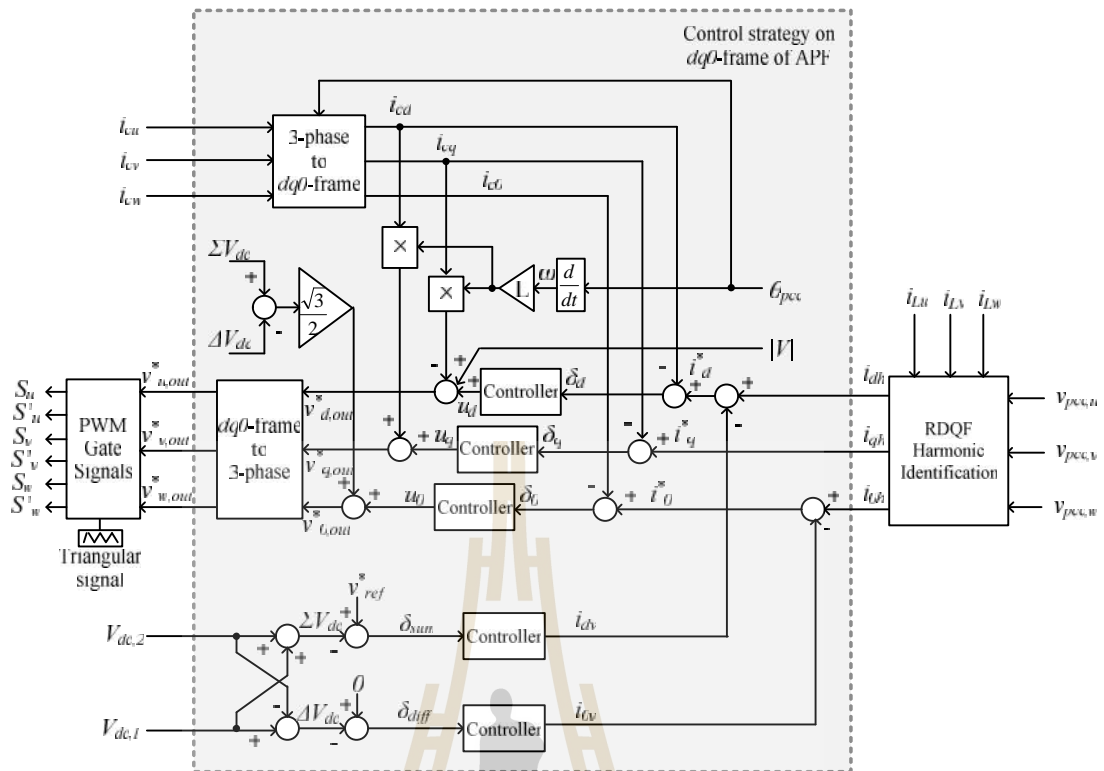 Control strategy on
dq0-frame of APF
i_cu
i_cv
i_cw
3-phase
to
dq0-frame
i_cd
i_cq
i_c0
×
×
L
ω
d
dt
θ_pcc
|V|
ΣV_dc
+
-
ΔV_dc
√3
2
i_Lu
i_Lv
i_Lw
S_u
S'_u
S_v
S'_v
S_w
S'_w
PWM
Gate
Signals
Triangular
signal
v*_u,out
v*_v,out
v*_w,out
dq0-frame
to
3-phase
v*_d,out
v*_q,out
v*_0,out
- + +
u_d
Controller
δ_d
- +
i*_d
+ -
i_dh
+ +
u_q
Controller
δ_q
- +
i*_q
i_qh
+ +
u_0
Controller
δ_0
- +
i*_0
+ -
i_0h
RDQF
Harmonic
Identification
v_pcc,u
v_pcc,v
v_pcc,w
V_dc,2
+ +
ΣV_dc
v*_ref
+ -
δ_sum
Controller
i_dv
V_dc,1
+ -
ΔV_dc
0
+ -
δ_diff
Controller
i_0v